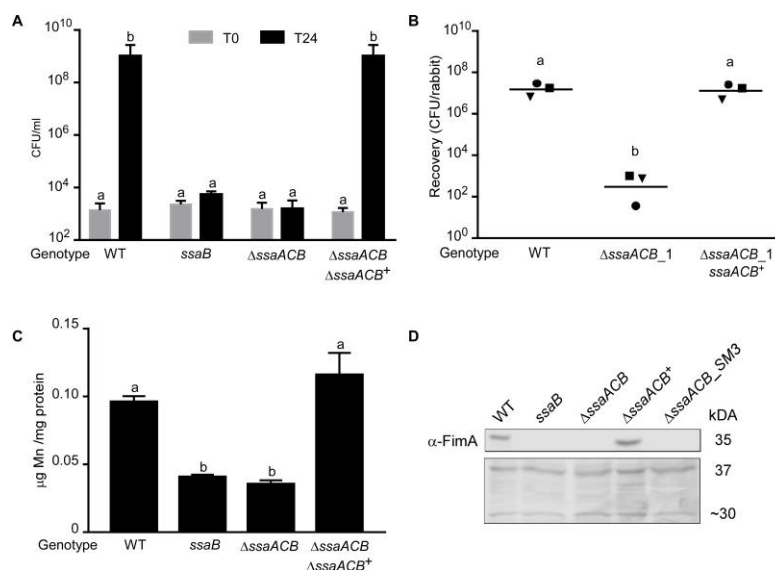 A
10¹⁰
10⁸
10⁶
10⁴
10²
CFU/ml
T0
T24
a
b
a
a
a
a
a
b
Genotype
WT
ssaB
ΔssaACB
ΔssaACB
ΔssaACB⁺
B
10¹⁰
10⁸
10⁶
10⁴
10²
10⁰
Recovery (CFU/rabbit)
a
b
a
Genotype
WT
ΔssaACB_1
ΔssaACB_1
ssaACB⁺
C
0.15
0.10
0.05
0
µg Mn /mg protein
a
b
b
a
Genotype
WT
ssaB
ΔssaACB
ΔssaACB
ΔssaACB⁺
D
WT
ssaB
ΔssaACB
ΔssaACB⁺
ΔssaACB_SM3
kDA
α-FimA
35
37
~30